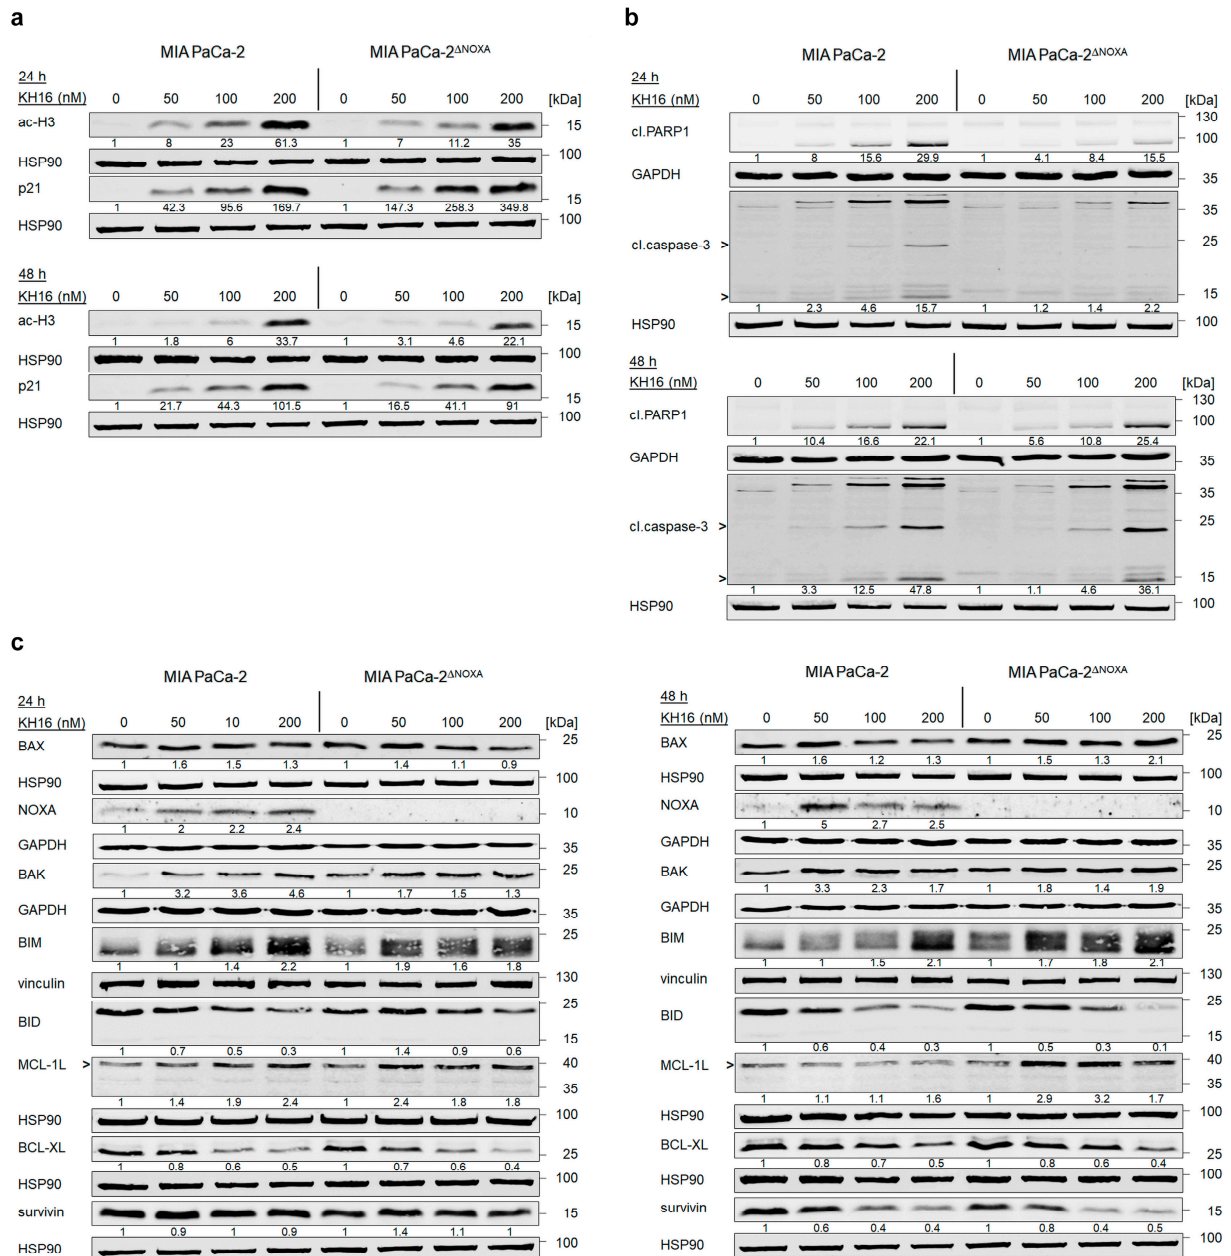 a
MIA PaCa-2 MIA PaCa-2ΔNOXA
24 h
KH16 (nM) 0 50 100 200 0 50 100 200 [kDa]
ac-H3 15
1 8 23 61.3 1 7 11.2 35
HSP90 100
p21 15
1 42.3 95.6 169.7 1 147.3 258.3 349.8
HSP90 100
48 h
KH16 (nM) 0 50 100 200 0 50 100 200 [kDa]
ac-H3 15
1 1.8 6 33.7 1 3.1 4.6 22.1
HSP90 100
p21 15
1 21.7 44.3 101.5 1 16.5 41.1 91
HSP90 100
b
MIA PaCa-2 MIA PaCa-2ΔNOXA
24 h
KH16 (nM) 0 50 100 200 0 50 100 200 [kDa]
130
cl.PARP1 100
1 8 15.6 29.9 1 4.1 8.4 15.5
GAPDH 35
35
cl.caspase-3 > 25
> 15
1 2.3 4.6 15.7 1 1.2 1.4 2.2
HSP90 100
48 h
KH16 (nM) 0 50 100 200 0 50 100 200 [kDa]
130
cl.PARP1 100
1 10.4 16.6 22.1 1 5.6 10.8 25.4
GAPDH 35
35
cl.caspase-3 > 25
> 15
1 3.3 12.5 47.8 1 1.1 4.6 36.1
HSP90 100
c
MIA PaCa-2 MIA PaCa-2ΔNOXA
24 h
KH16 (nM) 0 50 10 200 0 50 100 200 [kDa]
BAX 25
1 1.6 1.5 1.3 1 1.4 1.1 0.9
HSP90 100
NOXA 10
1 2 2.2 2.4
GAPDH 35
BAK 25
1 3.2 3.6 4.6 1 1.7 1.5 1.3
GAPDH 35
BIM 25
1 1 1.4 2.2 1 1.9 1.6 1.8
vinculin 130
BID 25
15
1 0.7 0.5 0.3 1 1.4 0.9 0.6
MCL-1L > 40
35
1 1.4 1.9 2.4 1 2.4 1.8 1.8
HSP90 100
BCL-XL 25
1 0.8 0.6 0.5 1 0.7 0.6 0.4
HSP90 100
survivin 15
1 0.9 1 0.9 1 1.4 1.1 1
HSP90 100
MIA PaCa-2 MIA PaCa-2ΔNOXA
48 h
KH16 (nM) 0 50 100 200 0 50 100 200 [kDa]
BAX 25
1 1.6 1.2 1.3 1 1.5 1.3 2.1
HSP90 100
NOXA 10
1 5 2.7 2.5
GAPDH 35
BAK 25
1 3.3 2.3 1.7 1 1.8 1.4 1.9
GAPDH 35
BIM 25
1 1 1.5 2.1 1 1.7 1.8 2.1
vinculin 130
BID 25
15
1 0.6 0.4 0.3 1 0.5 0.3 0.1
MCL-1L > 40
35
1 1.1 1.1 1.6 1 2.9 3.2 1.7
HSP90 100
BCL-XL 25
1 0.8 0.7 0.5 1 0.8 0.6 0.4
HSP90 100
survivin 15
1 0.6 0.4 0.4 1 0.8 0.4 0.5
HSP90 100